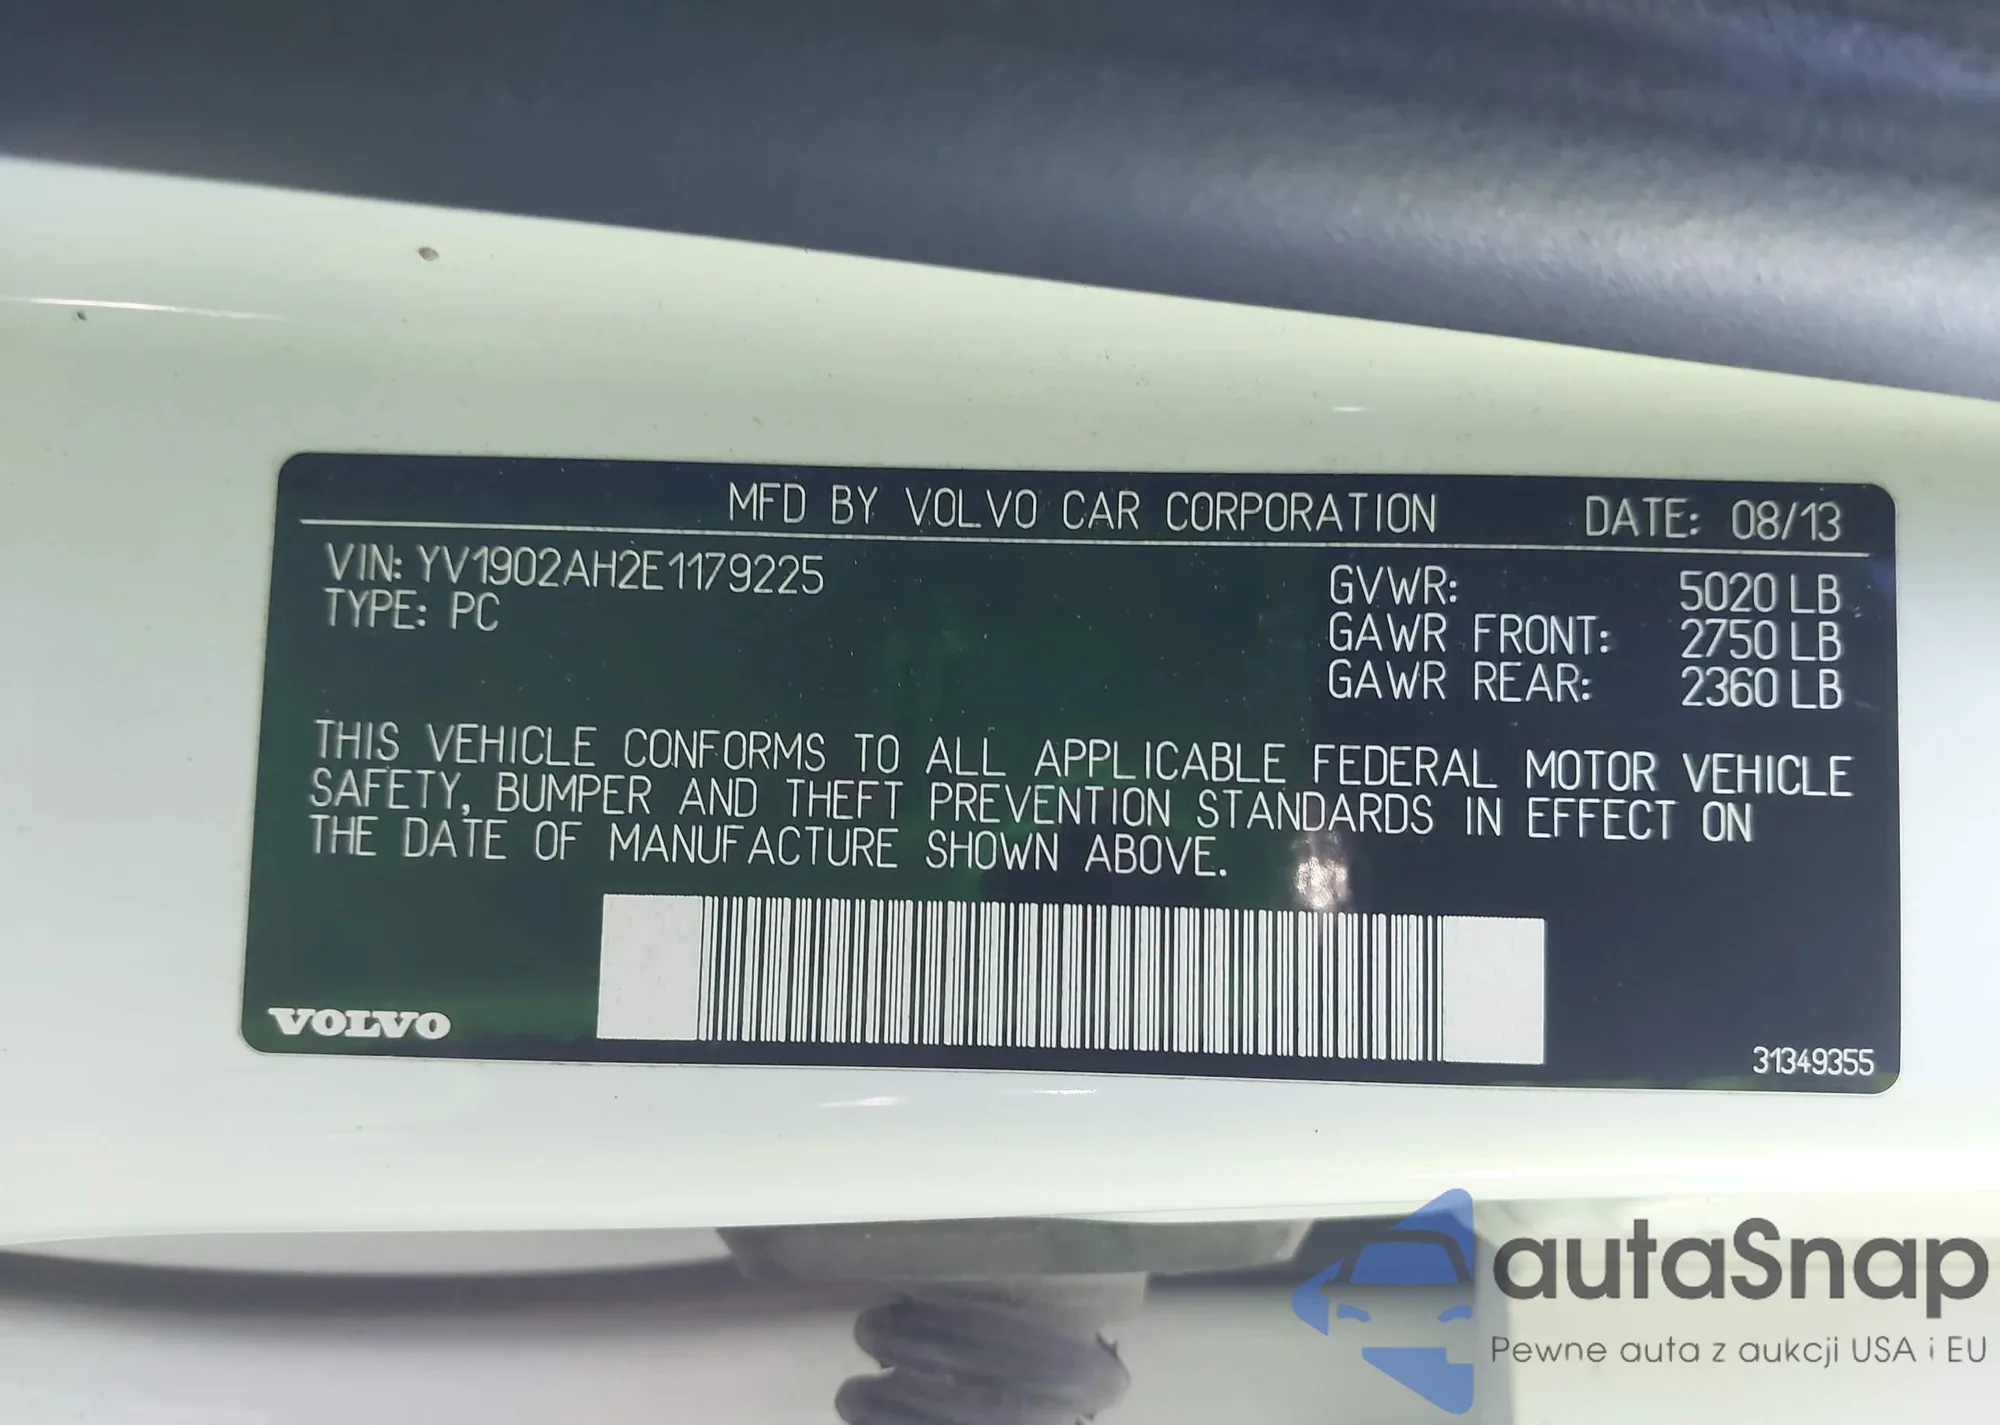 MFD BY VOLVO CAR CORPORATION DATE: 08/13
VIN: YV1902AH2E1179225
TYPE: PC
GVWR: 5020 LB
GAWR FRONT: 2750 LB
GAWR REAR: 2360 LB
THIS VEHICLE CONFORMS TO ALL APPLICABLE FEDERAL MOTOR VEHICLE
SAFETY, BUMPER AND THEFT PREVENTION STANDARDS IN EFFECT ON
THE DATE OF MANUFACTURE SHOWN ABOVE.
VOLVO
31349355
autaSnap
Pewne auta z aukcji USA i EU